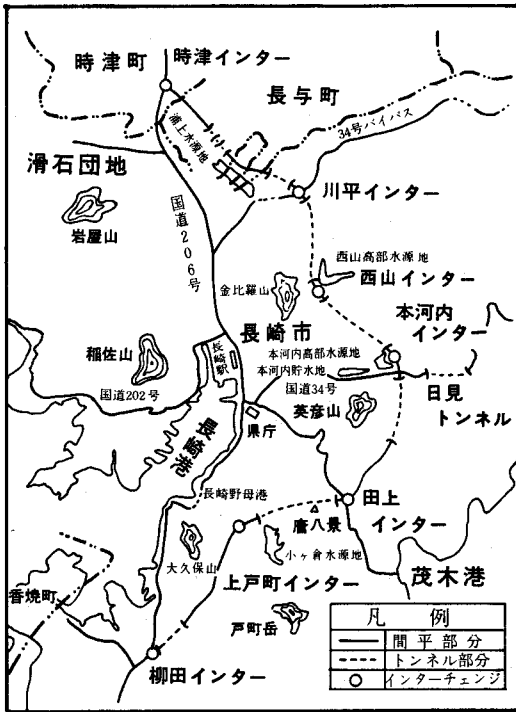 時津町
時津インター
長与町
34号バイパス
浦上水源地
滑石団地
川平インター
岩屋山
国道206号
西山高部水源地
西山インター
金比羅山
本河内インター
長崎市
稲佐山
長崎駅
本河内高部水源地
本河内貯水地
国道34号
国道202号
日見トンネル
英彦山
県庁
長崎港
長崎野母港
田上インター
唐八景
小ヶ倉水源地
大久保山
上戸町インター
茂木港
香焼町
戸町岳
柳田インター
凡例
間平部分
トンネル部分
インターチェンジ